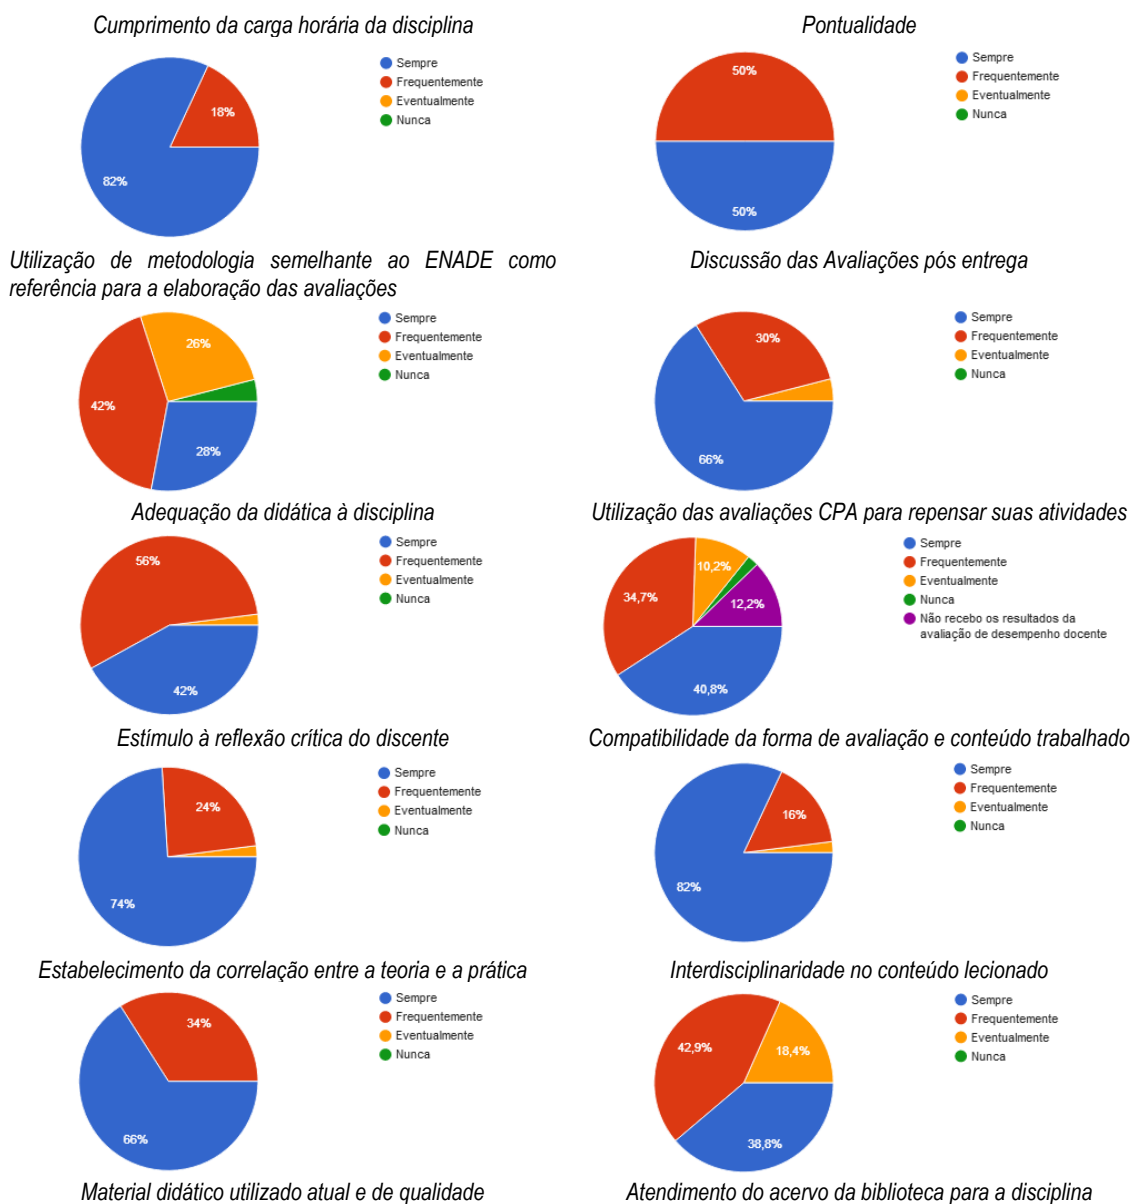 Cumprimento da carga horária da disciplina
Sempre
Frequentemente
Eventualmente
Nunca
18%
82%
Pontualidade
Sempre
Frequentemente
Eventualmente
Nunca
50%
50%
Utilização de metodologia semelhante ao ENADE como
referência para a elaboração das avaliações
Sempre
Frequentemente
Eventualmente
Nunca
26%
42%
28%
Discussão das Avaliações pós entrega
Sempre
Frequentemente
Eventualmente
Nunca
30%
66%
Adequação da didática à disciplina
Sempre
Frequentemente
Eventualmente
Nunca
56%
42%
Utilização das avaliações CPA para repensar suas atividades
Sempre
Frequentemente
Eventualmente
Nunca
Não recebo os resultados da
avaliação de desempenho docente
10,2%
34,7%
12,2%
40,8%
Estímulo à reflexão crítica do discente
Sempre
Frequentemente
Eventualmente
Nunca
24%
74%
Compatibilidade da forma de avaliação e conteúdo trabalhado
Sempre
Frequentemente
Eventualmente
Nunca
16%
82%
Estabelecimento da correlação entre a teoria e a prática
Sempre
Frequentemente
Eventualmente
Nunca
34%
66%
Interdisciplinaridade no conteúdo lecionado
Sempre
Frequentemente
Eventualmente
Nunca
42,9%
18,4%
38,8%
Material didático utilizado atual e de qualidade
Atendimento do acervo da biblioteca para a disciplina